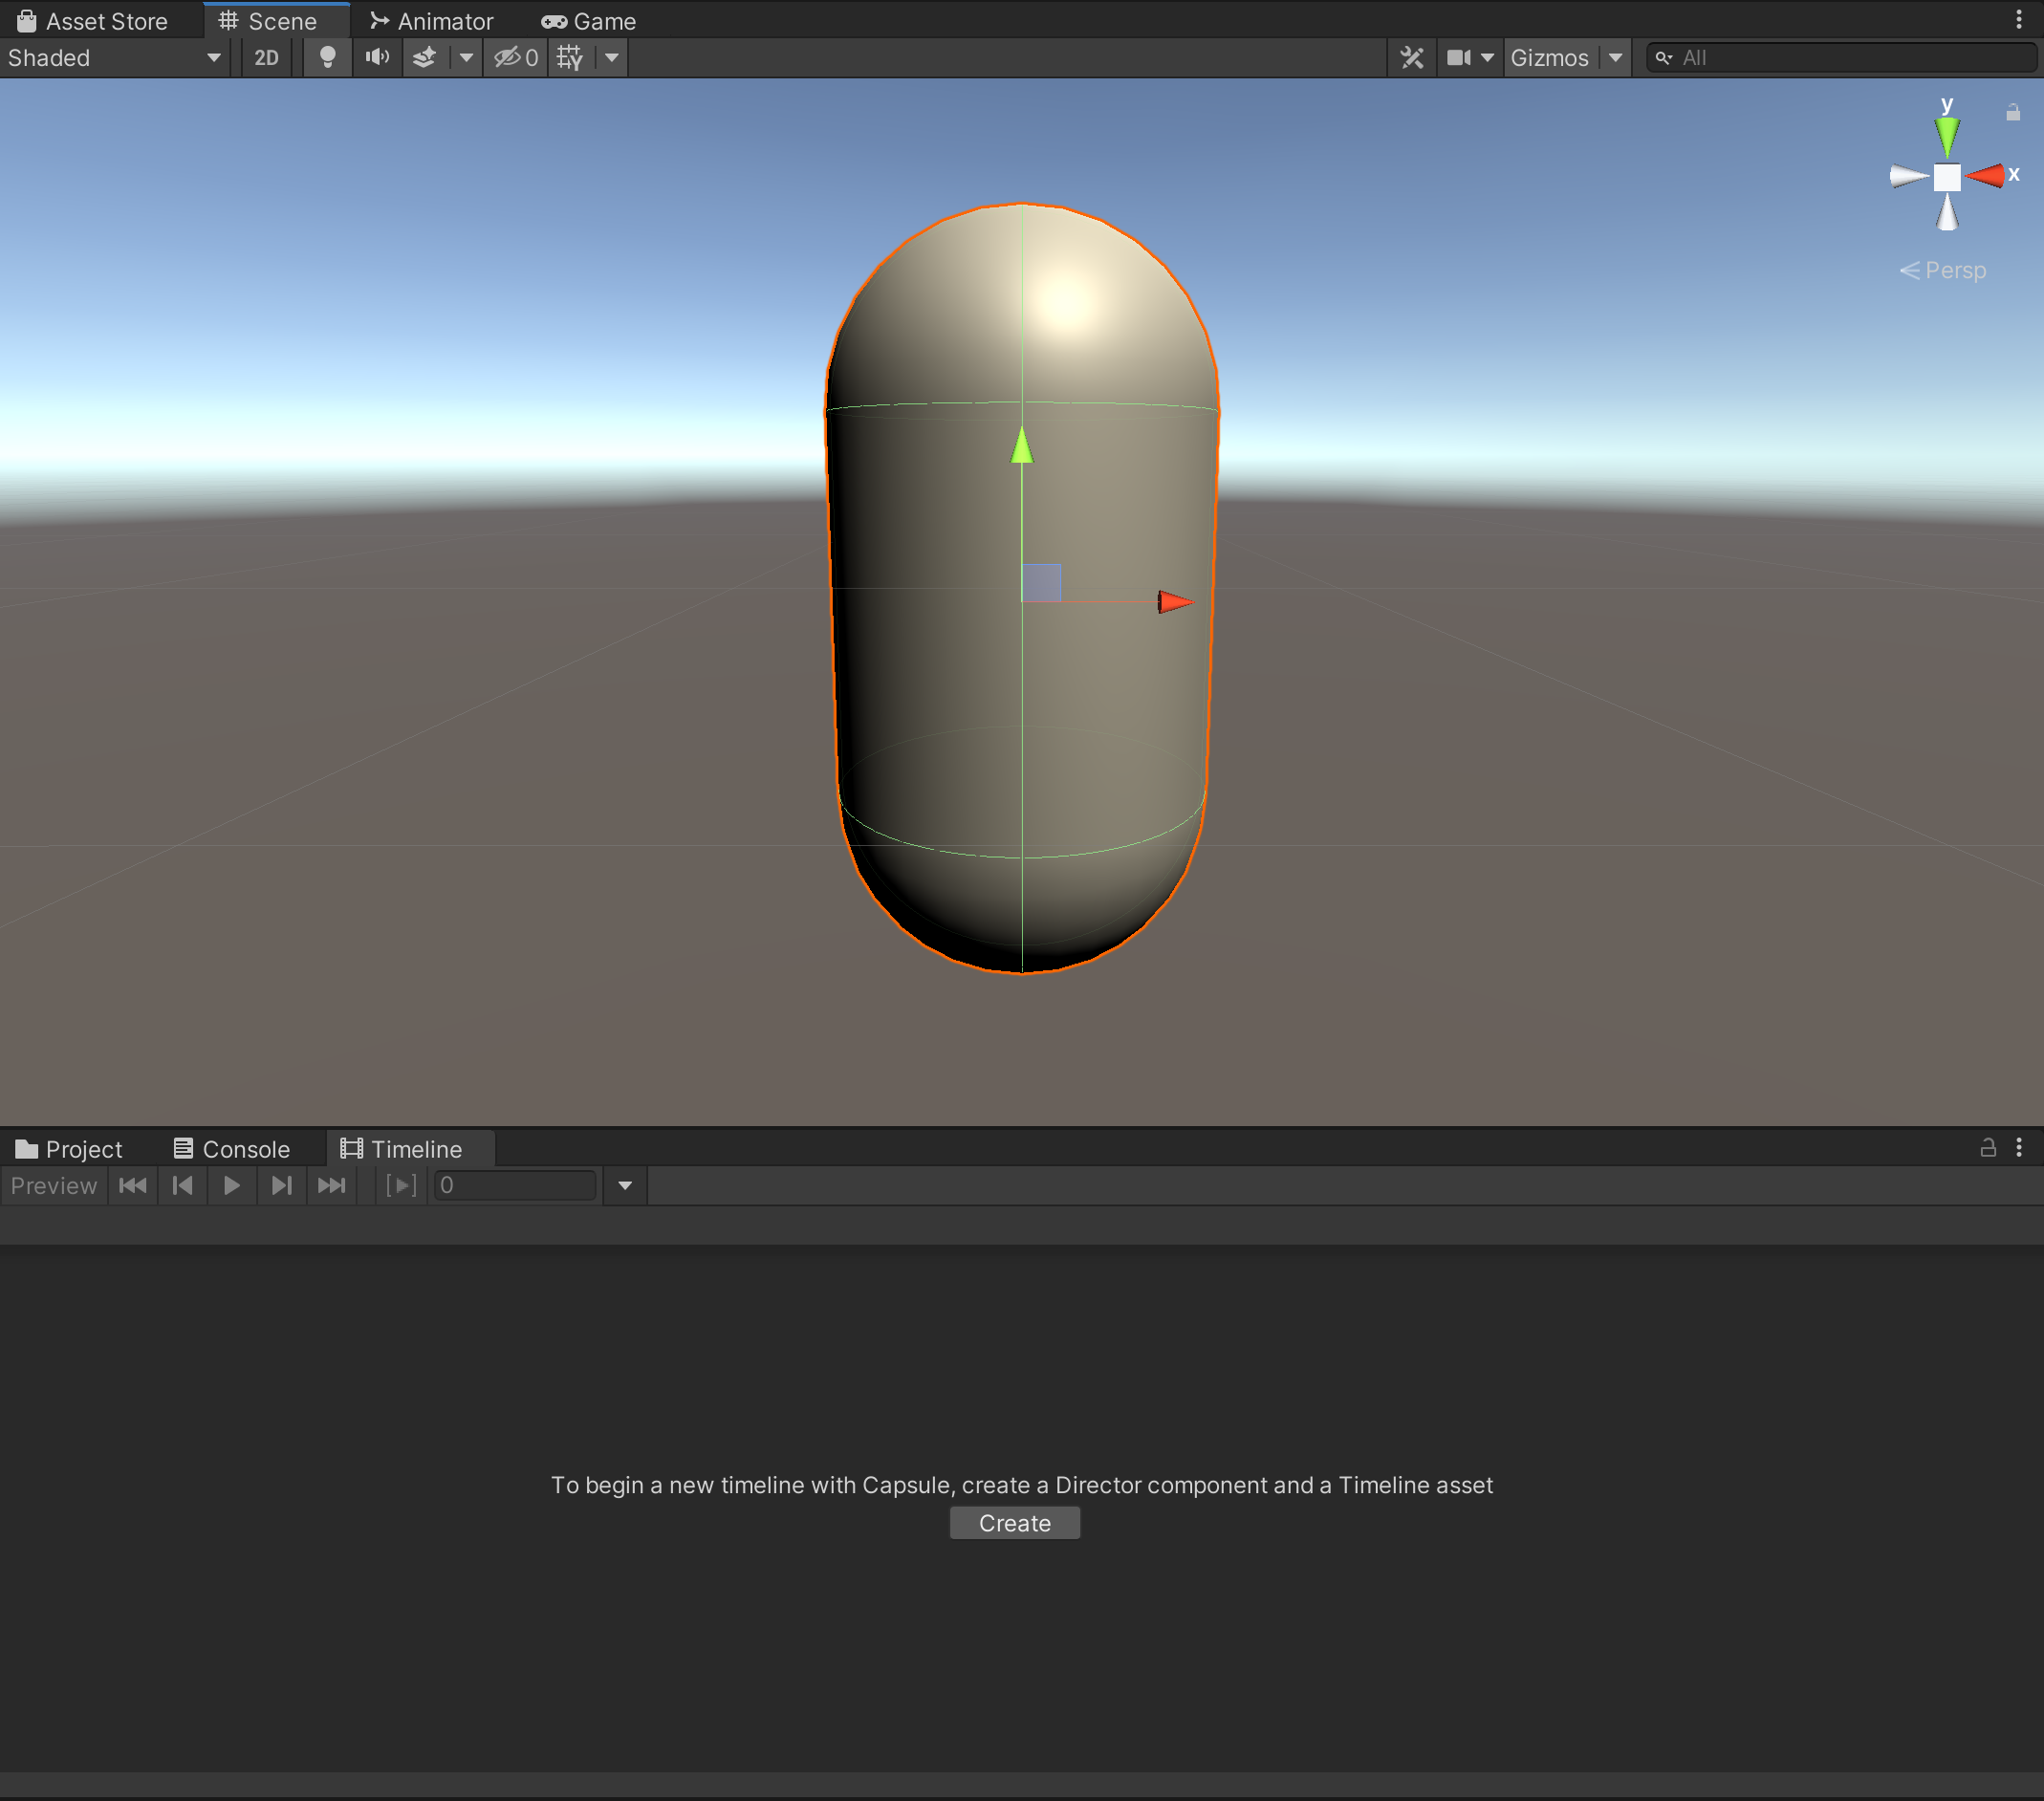 Asset Store Scene Animator Game
Shaded 2D 0 Gizmos All
y
x
Persp
Project Console Timeline
Preview 0
To begin a new timeline with Capsule, create a Director component and a Timeline asset
Create